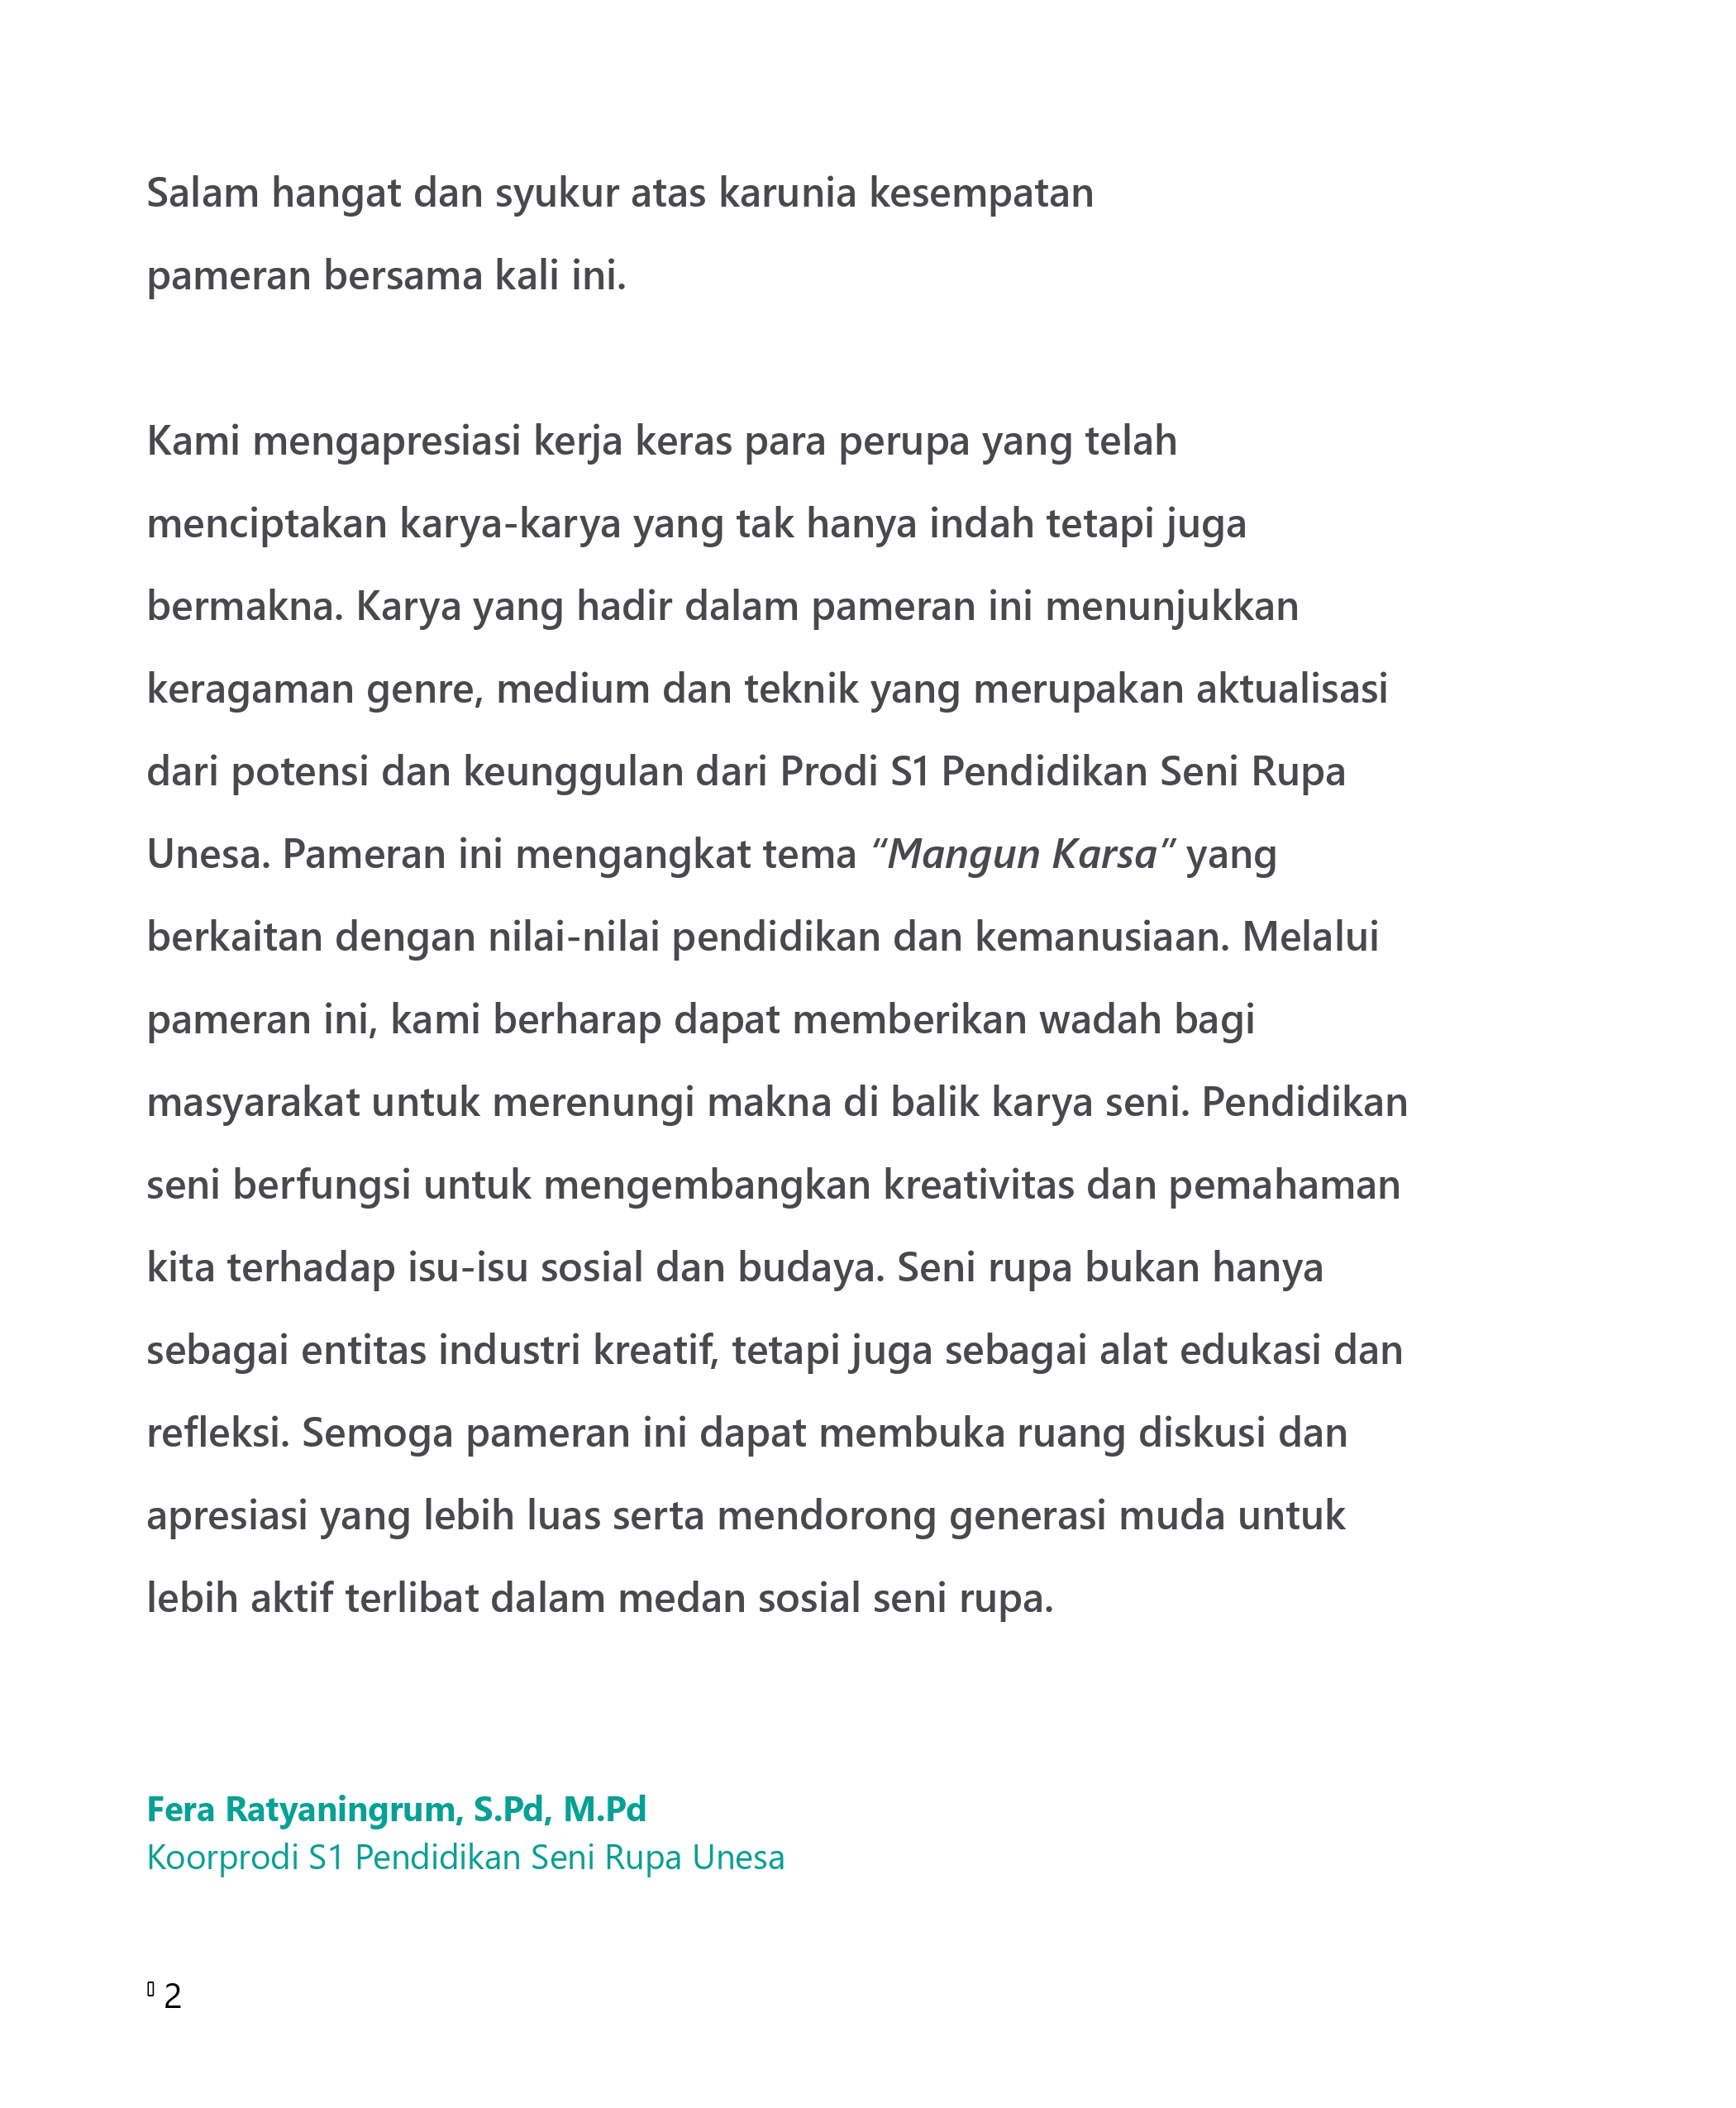 Salam hangat dan syukur atas karunia kesempatan
pameran bersama kali ini.
Kami mengapresiasi kerja keras para perupa yang telah
menciptakan karya-karya yang tak hanya indah tetapi juga
bermakna. Karya yang hadir dalam pameran ini menunjukkan
keragaman genre, medium dan teknik yang merupakan aktualisasi
dari potensi dan keunggulan dari Prodi S1 Pendidikan Seni Rupa
Unesa. Pameran ini mengangkat tema “Mangun Karsa” yang
berkaitan dengan nilai-nilai pendidikan dan kemanusiaan. Melalui
pameran ini, kami berharap dapat memberikan wadah bagi
masyarakat untuk merenungi makna di balik karya seni. Pendidikan
seni berfungsi untuk mengembangkan kreativitas dan pemahaman
kita terhadap isu-isu sosial dan budaya. Seni rupa bukan hanya
sebagai entitas industri kreatif, tetapi juga sebagai alat edukasi dan
refleksi. Semoga pameran ini dapat membuka ruang diskusi dan
apresiasi yang lebih luas serta mendorong generasi muda untuk
lebih aktif terlibat dalam medan sosial seni rupa.
Fera Ratyaningrum, S.Pd, M.Pd
Koorprodi S1 Pendidikan Seni Rupa Unesa
2